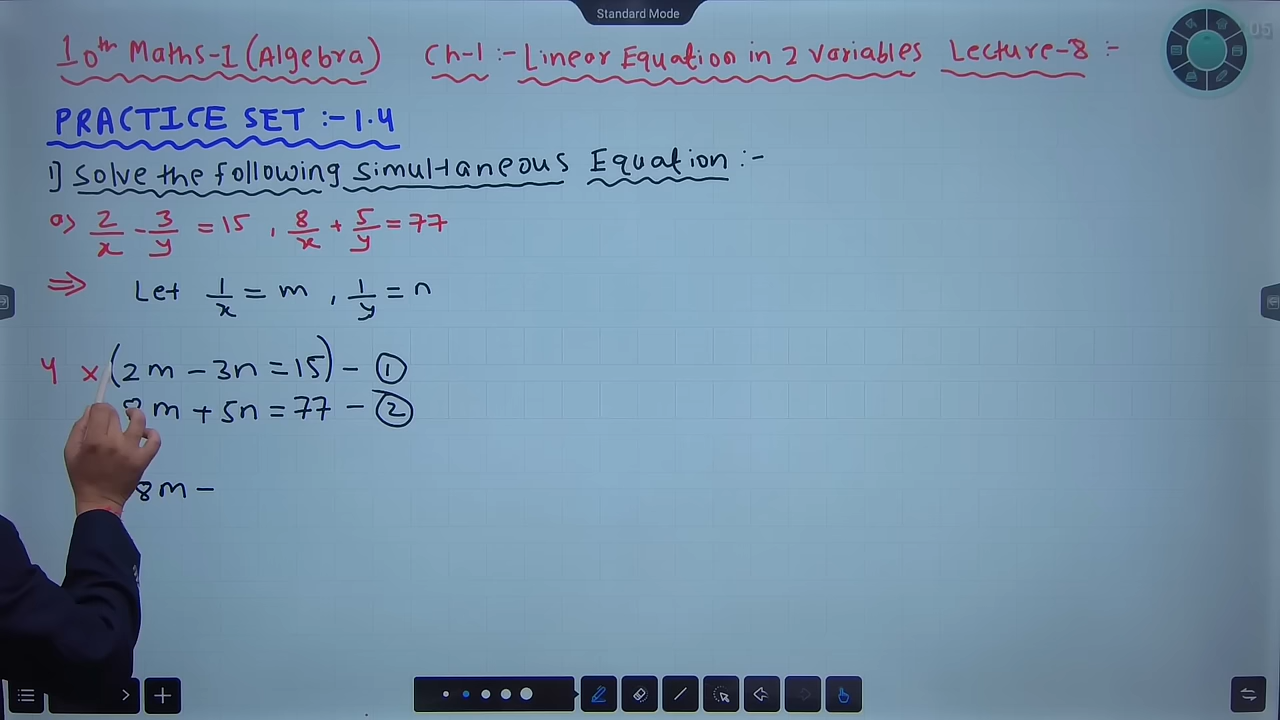 Standard Mode
10th Maths-I (Algebra) Ch-1 :- Linear Equation in 2 Variables Lecture-8 :-
PRACTICE SET :- 1.4
1] Solve the following Simultaneous Equation :-
a) 2/x - 3/y = 15 , 8/x + 5/y = 77
⇒ Let 1/x = m , 1/y = n
4 × (2m - 3n = 15) - ①
8m + 5n = 77 - ②
8m -